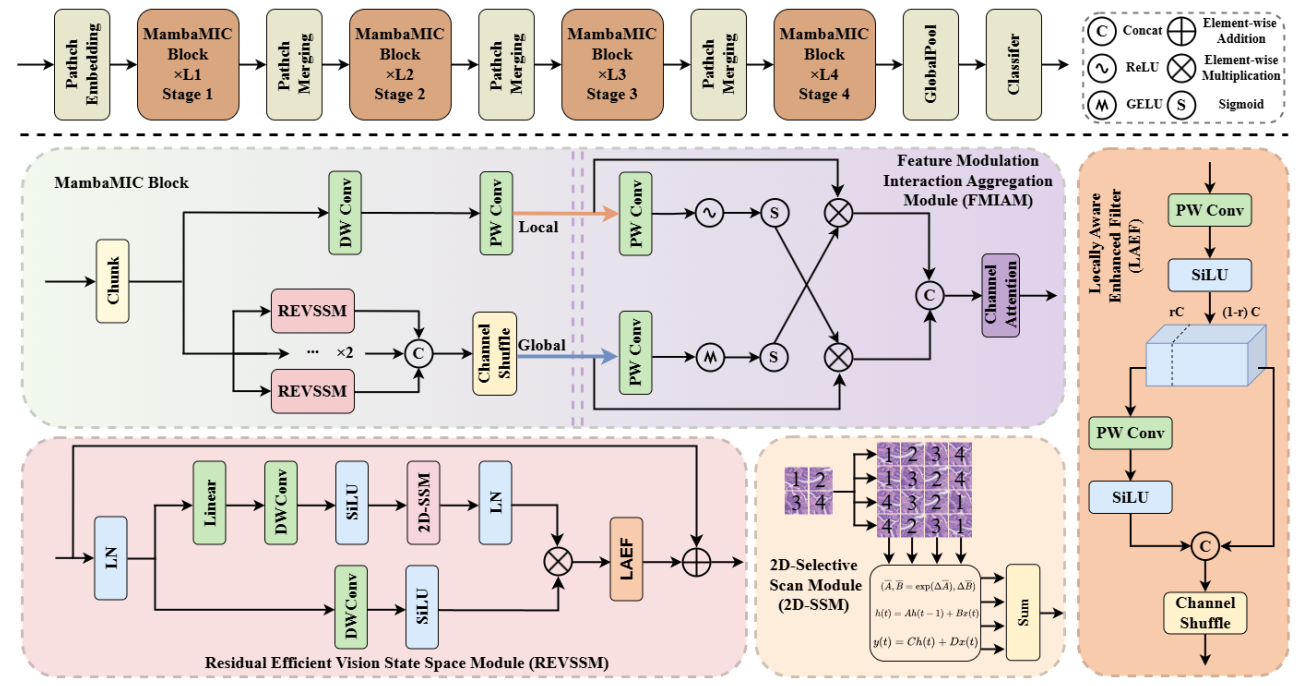 Pathch
Embedding
MambaMIC
Block
×L1
Stage 1
Pathch
Merging
MambaMIC
Block
×L2
Stage 2
Pathch
Merging
MambaMIC
Block
×L3
Stage 3
Pathch
Merging
MambaMIC
Block
×L4
Stage 4
GlobalPool
Classifer
C Concat
Element-wise
Addition
ReLU
Element-wise
Multiplication
GELU
S Sigmoid
MambaMIC Block
Chunk
DW Conv
PW Conv
Local
REVSSM
... ×2
REVSSM
C
Channel
Shuffle
Global
Feature Modulation
Interaction Aggregation
Module (FMIAM)
PW Conv
S
PW Conv
S
C
Channel
Attention
Locally Aware
Enhanced Filter
(LAEF)
PW Conv
SiLU
rC (1-r) C
PW Conv
SiLU
C
Channel
Shuffle
LN
Linear
DWConv
SiLU
2D-SSM
LN
DWConv
SiLU
LAEF
Residual Efficient Vision State Space Module (REVSSM)
1 2
3 4
1 2 3 4
1 3 2 4
4 3 2 1
4 2 3 1
2D-Selective
Scan Module
(2D-SSM)
(A̅, B̅ = exp(ΔA̅), ΔB̅)
h(t) = Ah(t − 1) + Bx(t)
y(t) = Ch(t) + Dx(t)
Sum